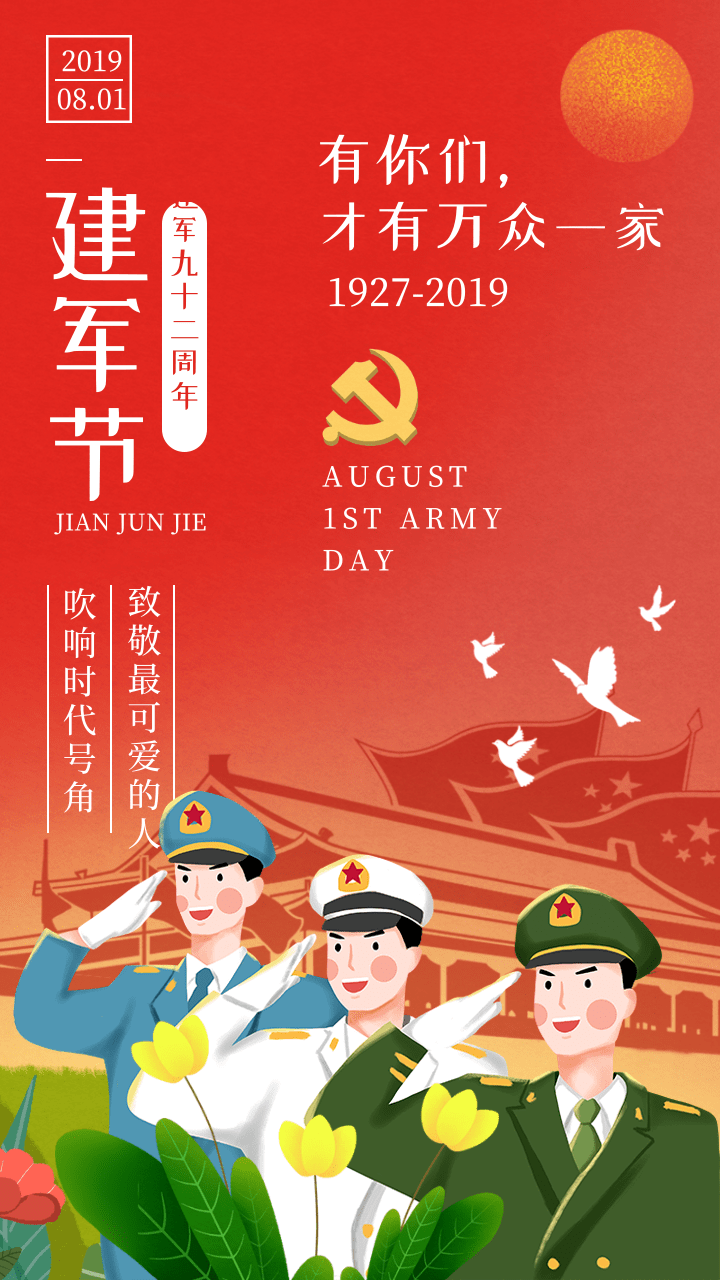 2019
08.01
建军节
建军九十二周年
JIAN JUN JIE
有你们，
才有万众一家
1927-2019
AUGUST
1ST ARMY
DAY
致敬最可爱的人
吹响时代号角